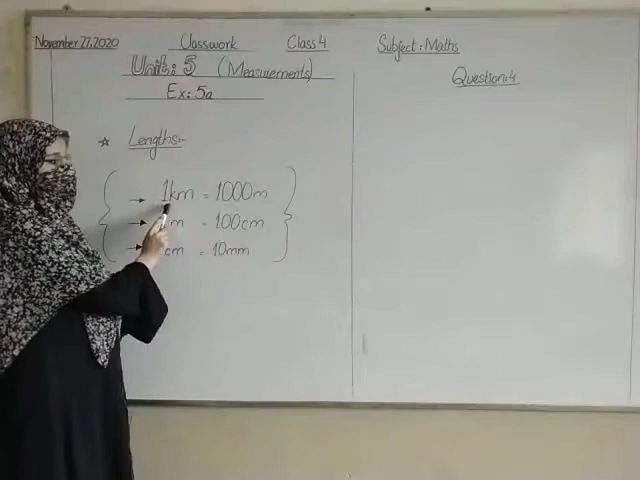 November 27, 2020 Classwork Class 4 Subject: Maths
Unit: 5 (Measurements)
Ex: 5a
Lengths:-
→ 1km = 1000m
→ m = 100cm
→ cm = 10mm
Question:4